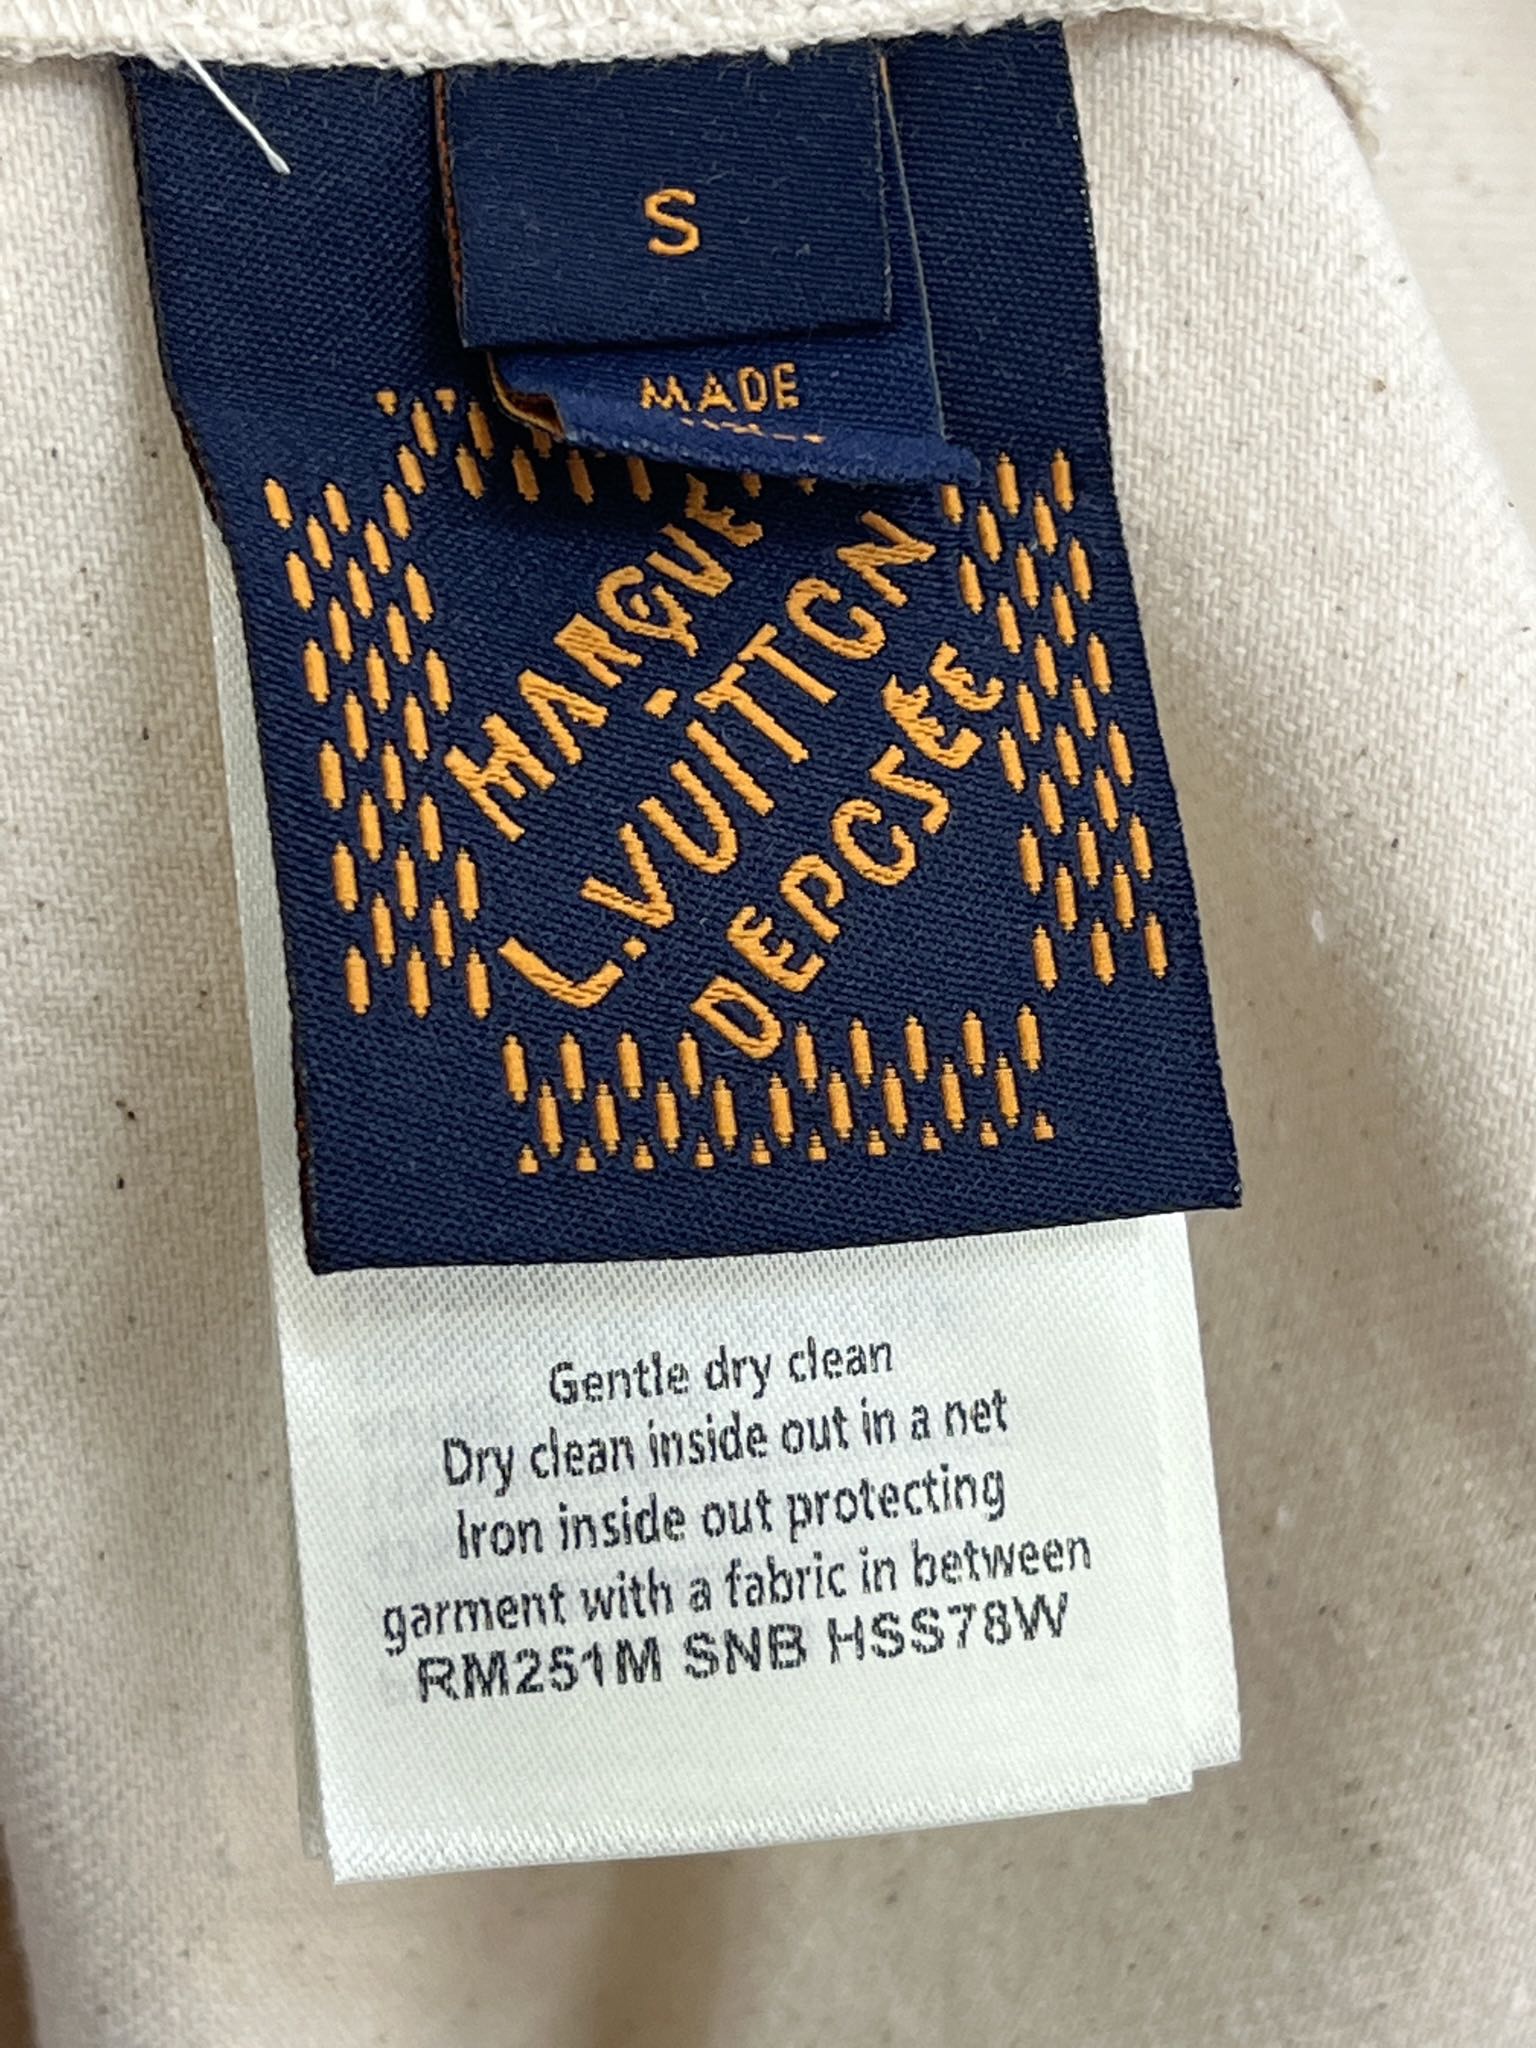 S
MADE
MARQUE
L.VUITTON
DEPOSÉE
Gentle dry clean
Dry clean inside out in a net
Iron inside out protecting
garment with a fabric in between
RM251M SNB HSS78W